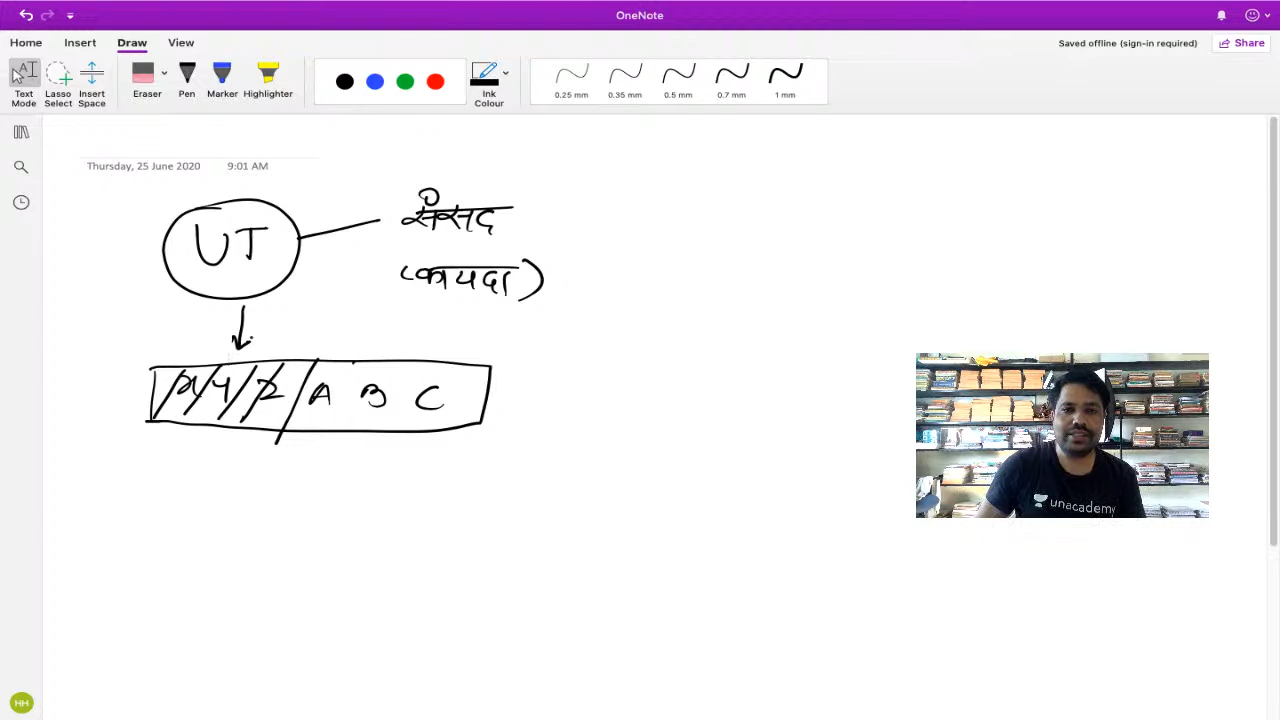 OneNote
Home Insert Draw View
Saved offline (sign-in required) Share
Text Mode
Lasso Select
Insert Space
Eraser
Pen
Marker
Highlighter
Ink Colour
0.25 mm 0.35 mm 0.5 mm 0.7 mm 1 mm
Thursday, 25 June 2020 9:01 AM
UT
संसद
(कायदा)
x y z A B C
unacademy
HH